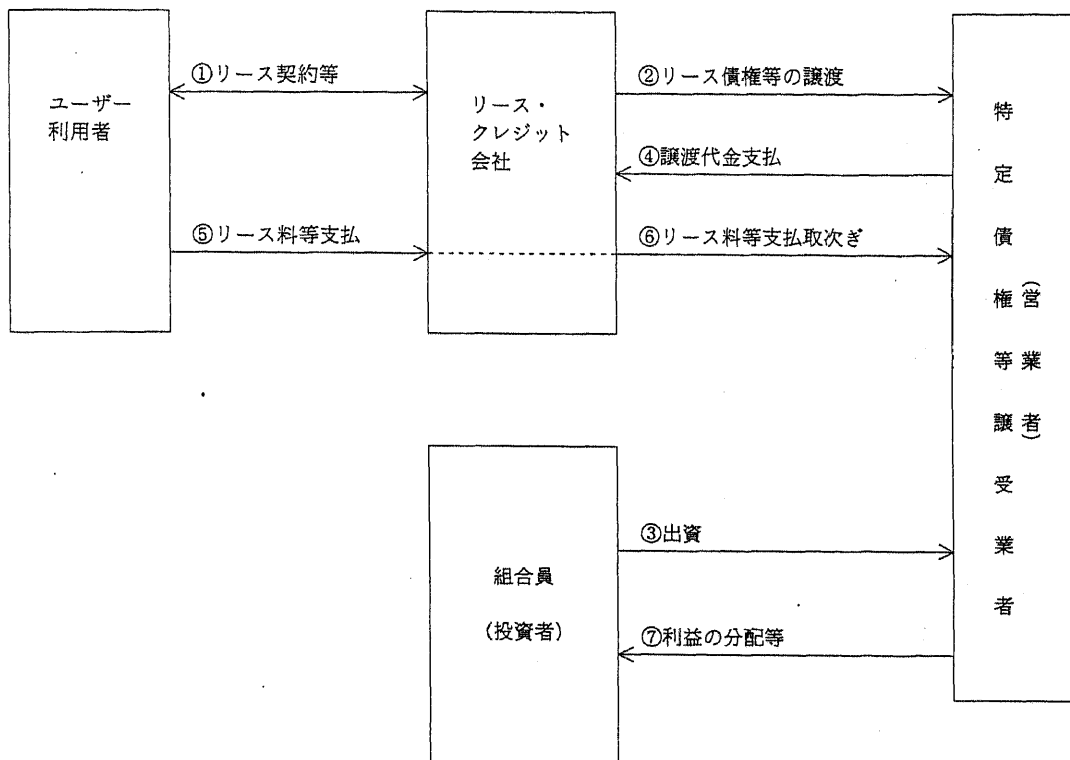 ユーザー
利用者
①リース契約等
リース・
クレジット
会社
②リース債権等の譲渡
④譲渡代金支払
⑤リース料等支払
⑥リース料等支払取次ぎ
特定債権等譲受業者
(営業者)
組合員
(投資者)
③出資
⑦利益の分配等